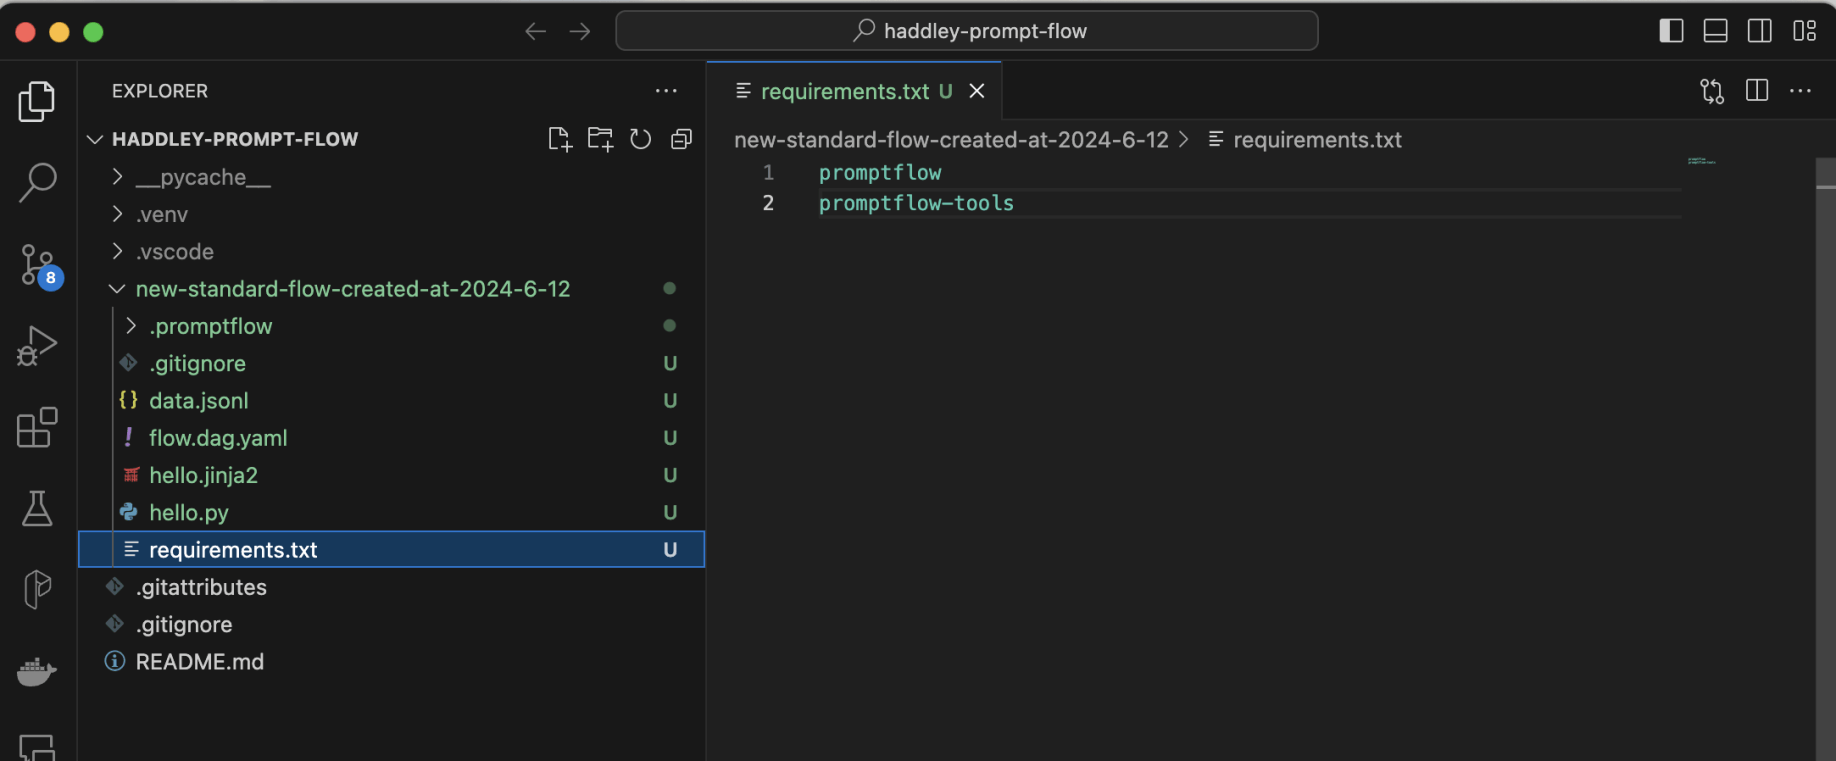 haddley-prompt-flow
EXPLORER
requirements.txt U
HADDLEY-PROMPT-FLOW
new-standard-flow-created-at-2024-6-12 > requirements.txt
__pycache__
.venv
.vscode
new-standard-flow-created-at-2024-6-12
.promptflow
.gitignore U
data.jsonl U
flow.dag.yaml U
hello.jinja2 U
hello.py U
requirements.txt U
.gitattributes
.gitignore
README.md
8
1 promptflow
2 promptflow-tools